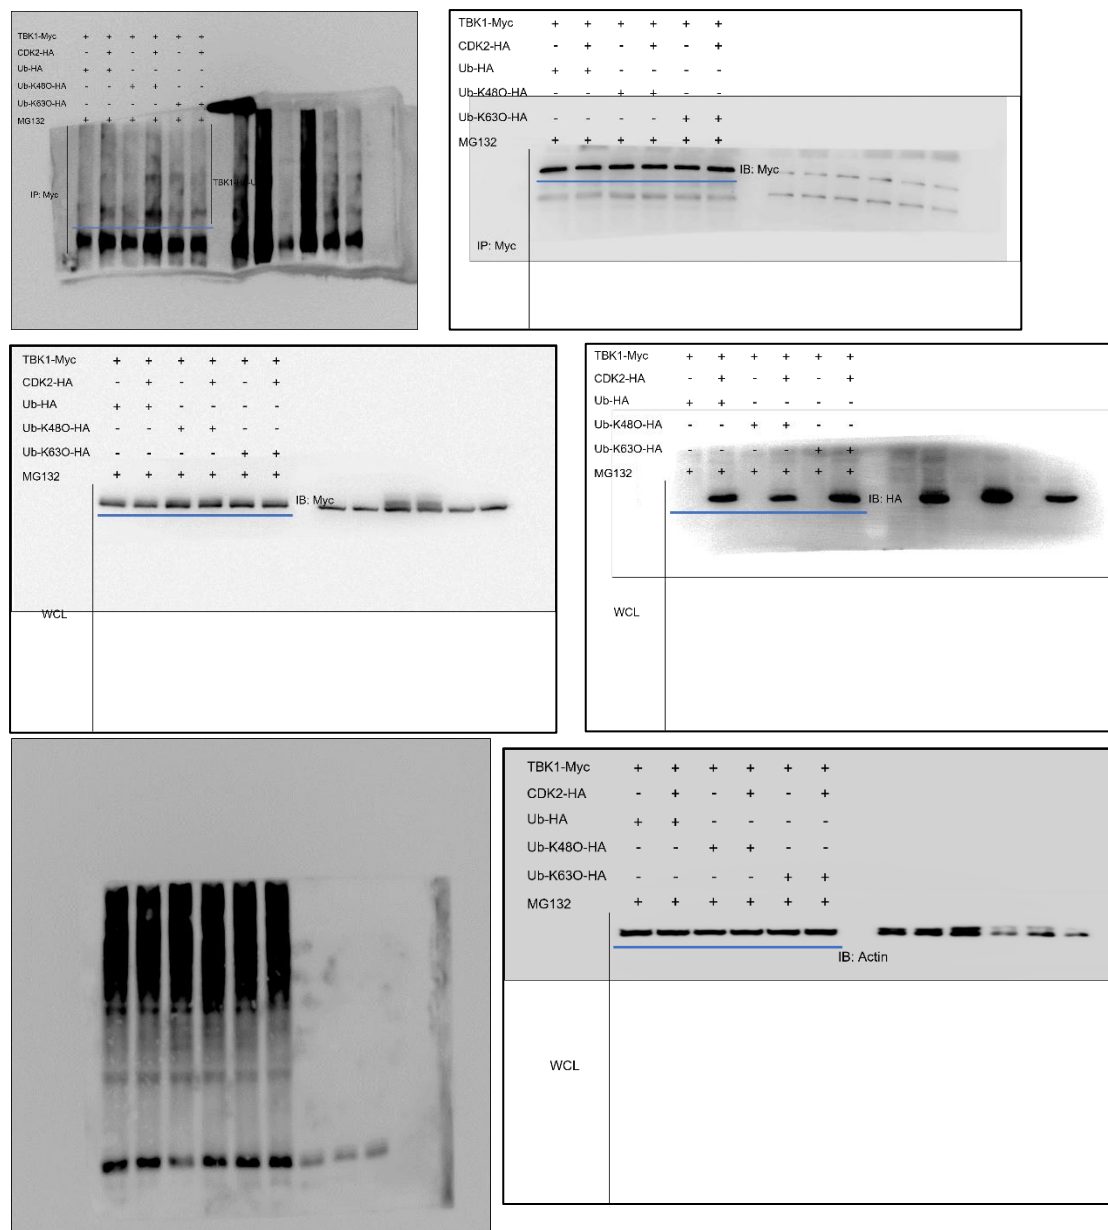 TBK1-Myc + + + + + +
CDK2-HA - + - + - +
Ub-HA + + - - - -
Ub-K48O-HA - - + + - -
Ub-K63O-HA - - - - + +
MG132 + + + + + +
IP: Myc
TBK1-Myc + + + + + +
CDK2-HA - + - + - +
Ub-HA + + - - - -
Ub-K48O-HA - - + + - -
Ub-K63O-HA - - - - + +
MG132 + + + + + +
IB: Myc
IP: Myc
TBK1-Myc + + + + + +
CDK2-HA - + - + - +
Ub-HA + + - - - -
Ub-K48O-HA - - + + - -
Ub-K63O-HA - - - - + +
MG132 + + + + + +
IB: Myc
WCL
TBK1-Myc + + + + + +
CDK2-HA - + - + - +
Ub-HA + + - - - -
Ub-K48O-HA - - + + - -
Ub-K63O-HA - - - - + +
MG132 + + + + + +
IB: HA
WCL
TBK1-Myc + + + + + +
CDK2-HA - + - + - +
Ub-HA + + - - - -
Ub-K48O-HA - - + + - -
Ub-K63O-HA - - - - + +
MG132 + + + + + +
IB: Actin
WCL